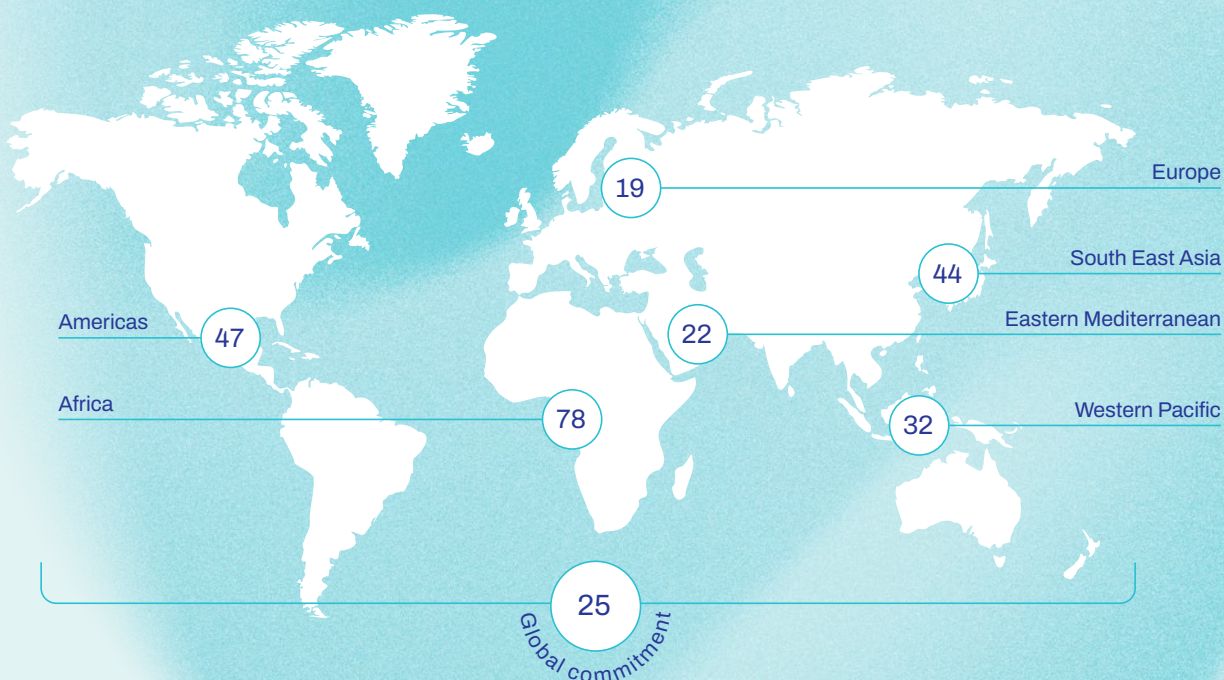 19
Europe
44
South East Asia
Americas
47
22
Eastern Mediterranean
Africa
78
32
Western Pacific
25
Global commitment